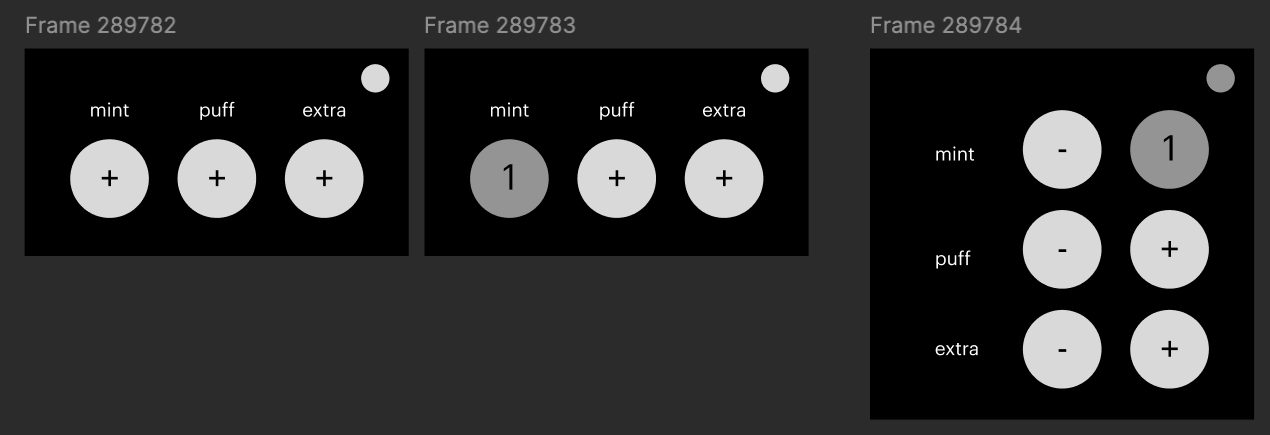 Frame 289782
mint puff extra
+ + +
Frame 289783
mint puff extra
1 + +
Frame 289784
mint - 1
puff - +
extra - +